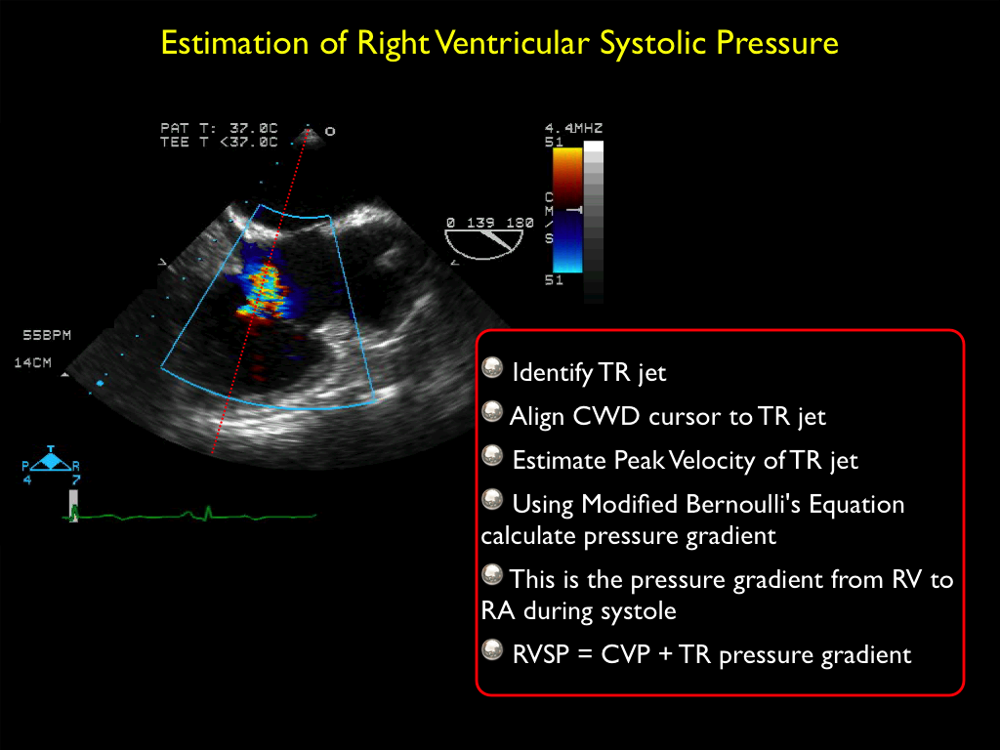 Estimation of Right Ventricular Systolic Pressure
PAT T: 37.0C
TEE T <37.0C
4.4MHZ
51
C
M
/
S
51
0 139 180
55BPM
14CM
T
P R
4 7
Identify TR jet
Align CWD cursor to TR jet
Estimate Peak Velocity of TR jet
Using Modified Bernoulli's Equation
calculate pressure gradient
This is the pressure gradient from RV to
RA during systole
RVSP = CVP + TR pressure gradient